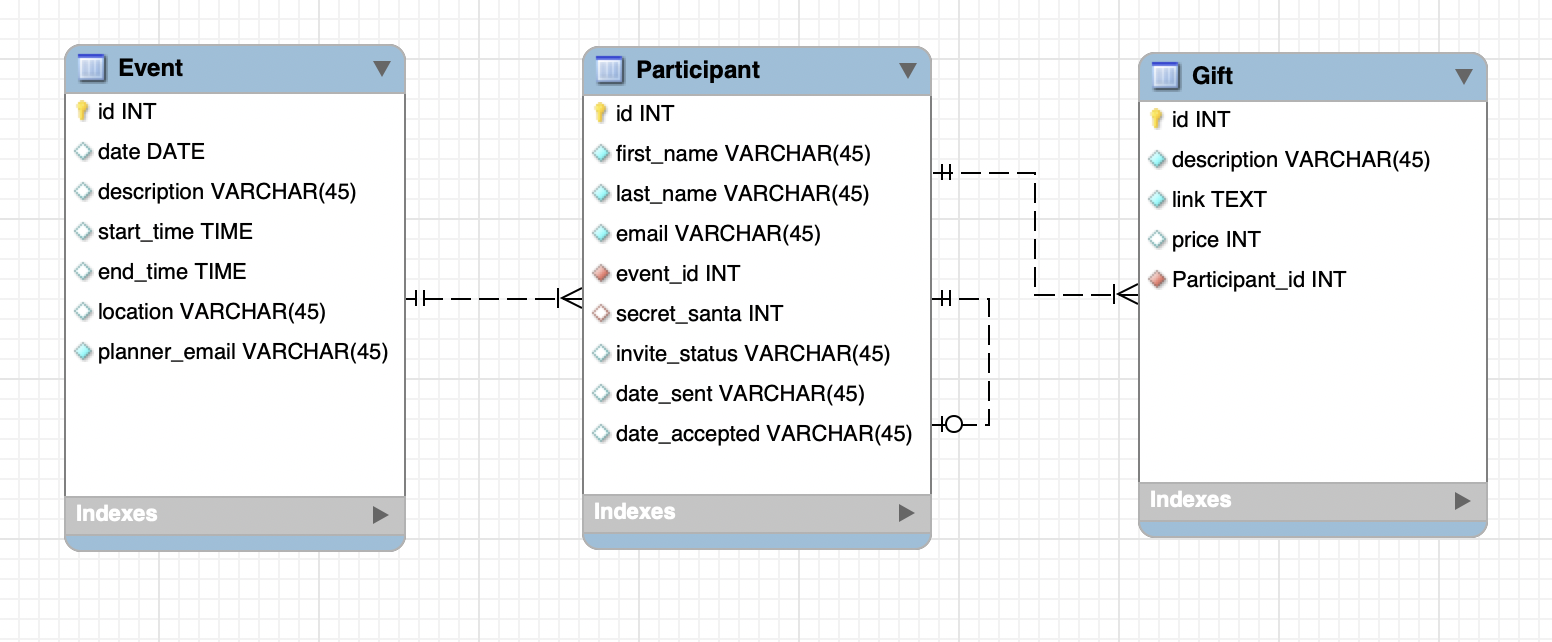 Event
id INT
date DATE
description VARCHAR(45)
start_time TIME
end_time TIME
location VARCHAR(45)
planner_email VARCHAR(45)
Indexes
Participant
id INT
first_name VARCHAR(45)
last_name VARCHAR(45)
email VARCHAR(45)
event_id INT
secret_santa INT
invite_status VARCHAR(45)
date_sent VARCHAR(45)
date_accepted VARCHAR(45)
Indexes
Gift
id INT
description VARCHAR(45)
link TEXT
price INT
Participant_id INT
Indexes